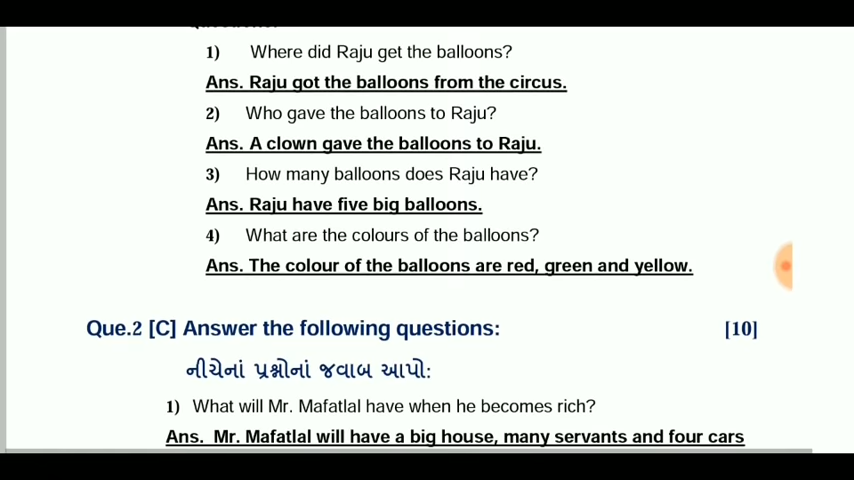 1) Where did Raju get the balloons?
Ans. Raju got the balloons from the circus.
2) Who gave the balloons to Raju?
Ans. A clown gave the balloons to Raju.
3) How many balloons does Raju have?
Ans. Raju have five big balloons.
4) What are the colours of the balloons?
Ans. The colour of the balloons are red, green and yellow.
Que.2 [C] Answer the following questions: [10]
નીચેનાં પ્રશ્નોનાં જવાબ આપો:
1) What will Mr. Mafatlal have when he becomes rich?
Ans. Mr. Mafatlal will have a big house, many servants and four cars